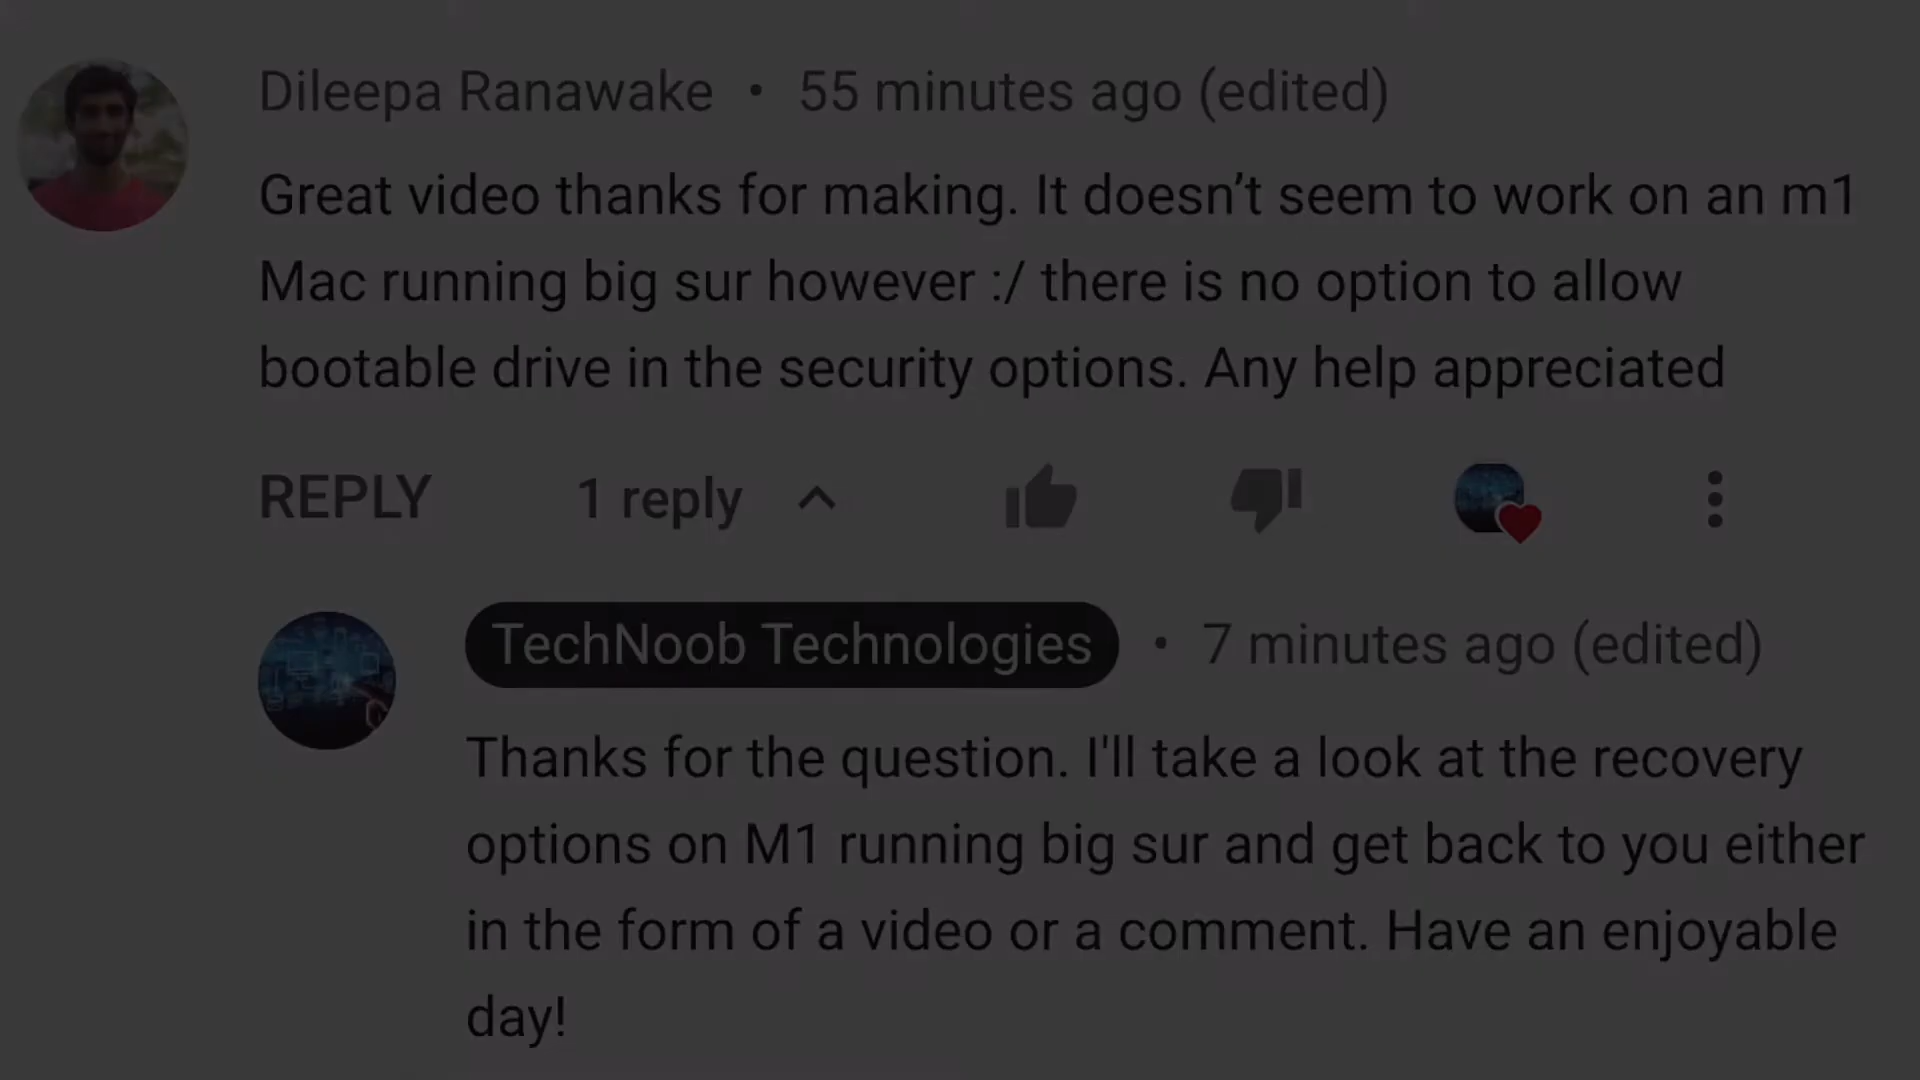 Dileepa Ranawake • 55 minutes ago (edited)
Great video thanks for making. It doesn’t seem to work on an m1
Mac running big sur however :/ there is no option to allow
bootable drive in the security options. Any help appreciated
REPLY 1 reply
TechNoob Technologies • 7 minutes ago (edited)
Thanks for the question. I'll take a look at the recovery
options on M1 running big sur and get back to you either
in the form of a video or a comment. Have an enjoyable
day!